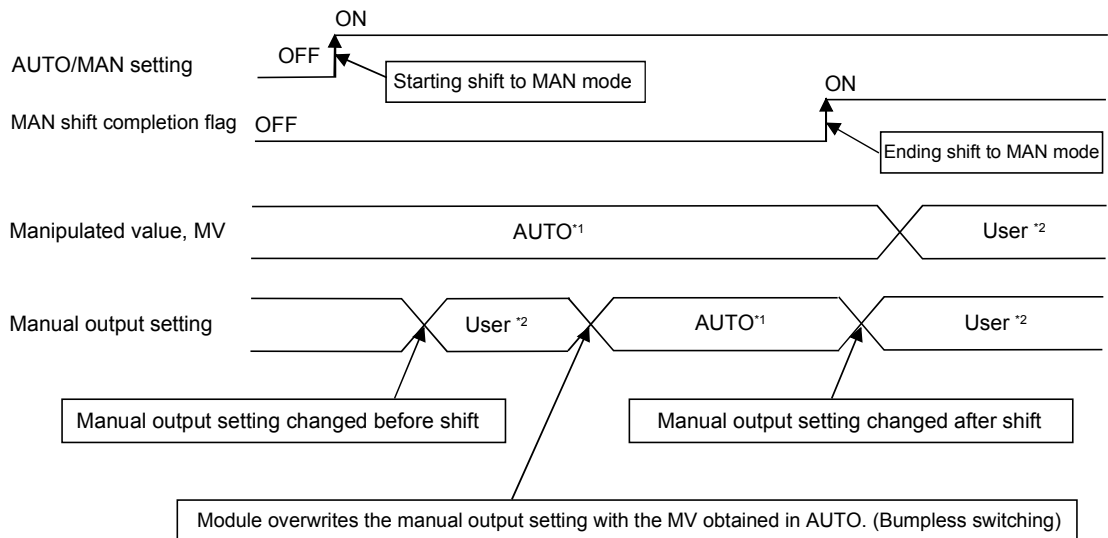 ON
AUTO/MAN setting
OFF
Starting shift to MAN mode
ON
MAN shift completion flag
OFF
Ending shift to MAN mode
Manipulated value, MV
AUTO*1
User *2
Manual output setting
User *2
AUTO*1
User *2
Manual output setting changed before shift
Manual output setting changed after shift
Module overwrites the manual output setting with the MV obtained in AUTO. (Bumpless switching)